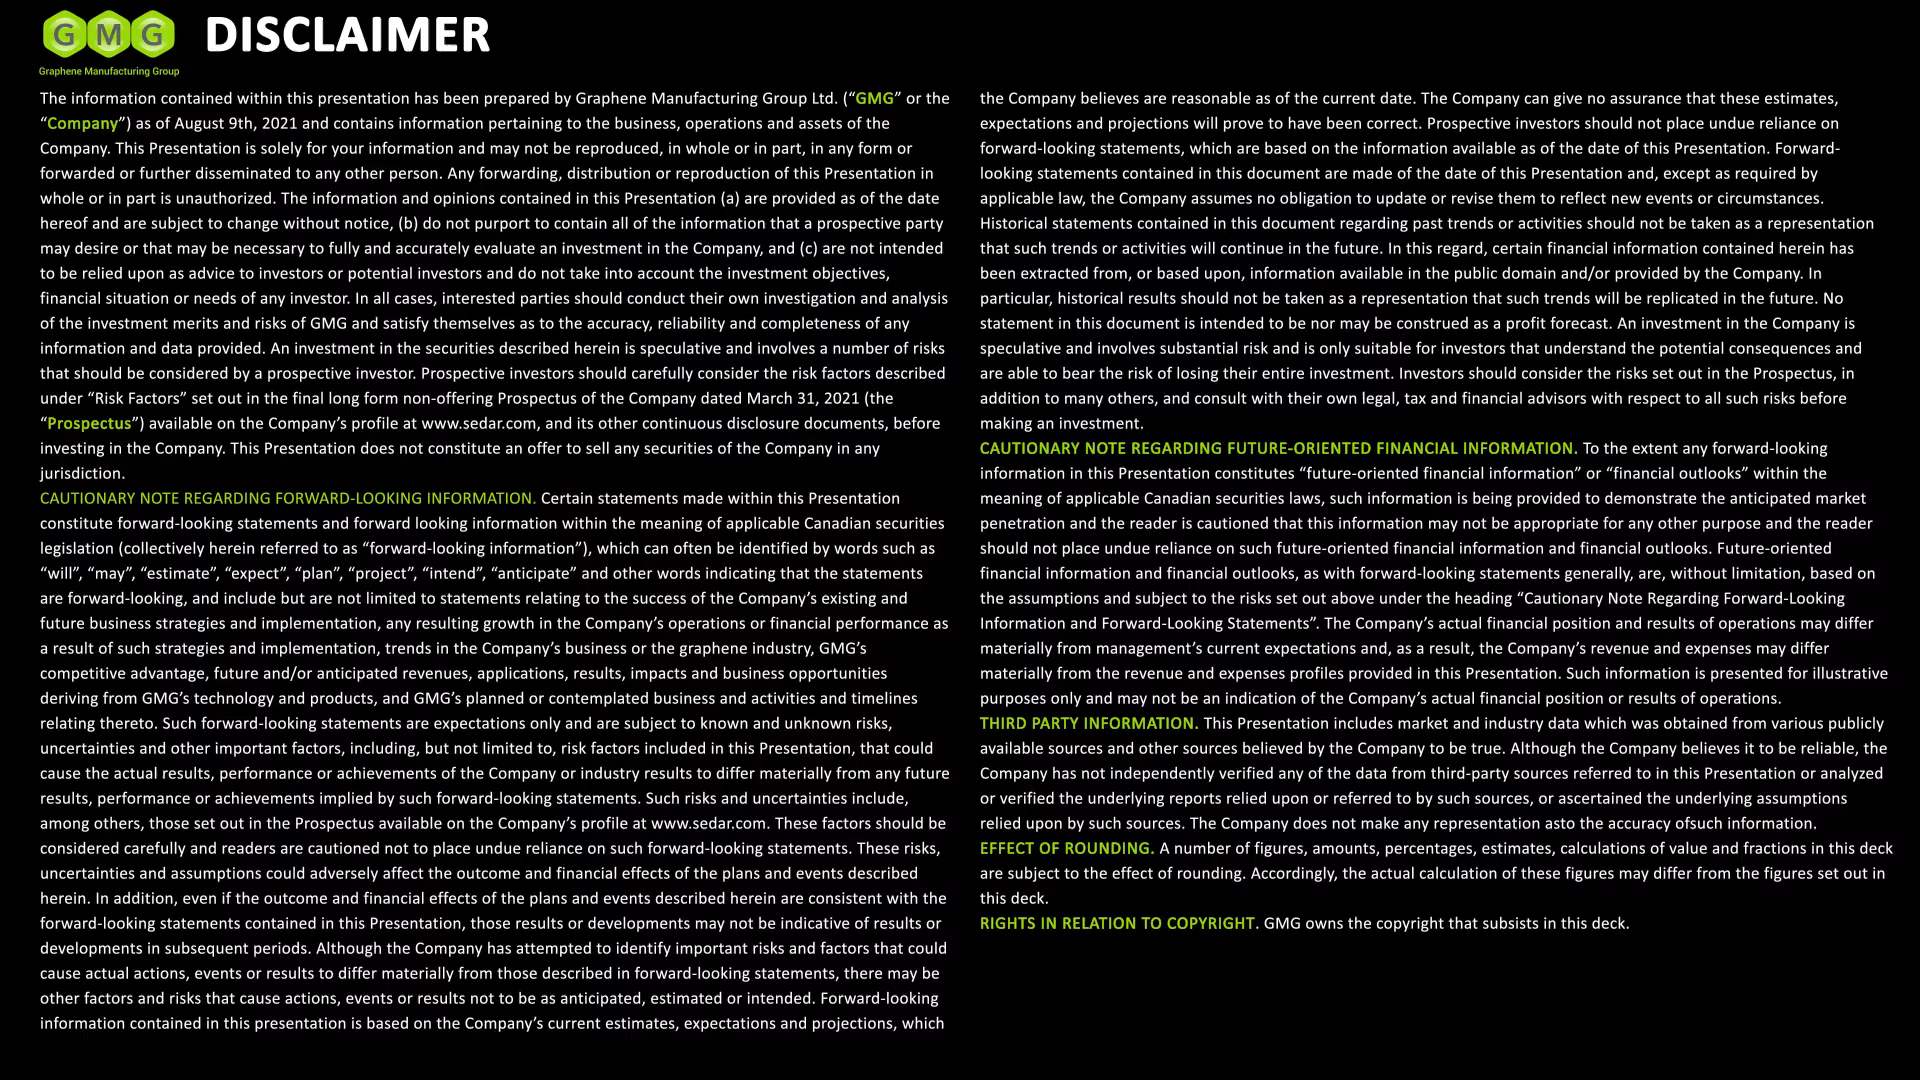 GMG
Graphene Manufacturing Group
DISCLAIMER
The information contained within this presentation has been prepared by Graphene Manufacturing Group Ltd. (“GMG” or the
“Company”) as of August 9th, 2021 and contains information pertaining to the business, operations and assets of the
Company. This Presentation is solely for your information and may not be reproduced, in whole or in part, in any form or
forwarded or further disseminated to any other person. Any forwarding, distribution or reproduction of this Presentation in
whole or in part is unauthorized. The information and opinions contained in this Presentation (a) are provided as of the date
hereof and are subject to change without notice, (b) do not purport to contain all of the information that a prospective party
may desire or that may be necessary to fully and accurately evaluate an investment in the Company, and (c) are not intended
to be relied upon as advice to investors or potential investors and do not take into account the investment objectives,
financial situation or needs of any investor. In all cases, interested parties should conduct their own investigation and analysis
of the investment merits and risks of GMG and satisfy themselves as to the accuracy, reliability and completeness of any
information and data provided. An investment in the securities described herein is speculative and involves a number of risks
that should be considered by a prospective investor. Prospective investors should carefully consider the risk factors described
under “Risk Factors” set out in the final long form non-offering Prospectus of the Company dated March 31, 2021 (the
“Prospectus”) available on the Company’s profile at www.sedar.com, and its other continuous disclosure documents, before
investing in the Company. This Presentation does not constitute an offer to sell any securities of the Company in any
jurisdiction.
CAUTIONARY NOTE REGARDING FORWARD-LOOKING INFORMATION. Certain statements made within this Presentation
constitute forward-looking statements and forward looking information within the meaning of applicable Canadian securities
legislation (collectively herein referred to as “forward-looking information”), which can often be identified by words such as
“will”, “may”, “estimate”, “expect”, “plan”, “project”, “intend”, “anticipate” and other words indicating that the statements
are forward-looking, and include but are not limited to statements relating to the success of the Company’s existing and
future business strategies and implementation, any resulting growth in the Company’s operations or financial performance as
a result of such strategies and implementation, trends in the Company’s business or the graphene industry, GMG’s
competitive advantage, future and/or anticipated revenues, applications, results, impacts and business opportunities
deriving from GMG’s technology and products, and GMG’s planned or contemplated business and activities and timelines
relating thereto. Such forward-looking statements are expectations only and are subject to known and unknown risks,
uncertainties and other important factors, including, but not limited to, risk factors included in this Presentation, that could
cause the actual results, performance or achievements of the Company or industry results to differ materially from any future
results, performance or achievements implied by such forward-looking statements. Such risks and uncertainties include,
among others, those set out in the Prospectus available on the Company’s profile at www.sedar.com. These factors should be
considered carefully and readers are cautioned not to place undue reliance on such forward-looking statements. These risks,
uncertainties and assumptions could adversely affect the outcome and financial effects of the plans and events described
herein. In addition, even if the outcome and financial effects of the plans and events described herein are consistent with the
forward-looking statements contained in this Presentation, those results or developments may not be indicative of results or
developments in subsequent periods. Although the Company has attempted to identify important risks and factors that could
cause actual actions, events or results to differ materially from those described in forward-looking statements, there may be
other factors and risks that cause actions, events or results not to be as anticipated, estimated or intended. Forward-looking
information contained in this presentation is based on the Company’s current estimates, expectations and projections, which
the Company believes are reasonable as of the current date. The Company can give no assurance that these estimates,
expectations and projections will prove to have been correct. Prospective investors should not place undue reliance on
forward-looking statements, which are based on the information available as of the date of this Presentation. Forward-
looking statements contained in this document are made of the date of this Presentation and, except as required by
applicable law, the Company assumes no obligation to update or revise them to reflect new events or circumstances.
Historical statements contained in this document regarding past trends or activities should not be taken as a representation
that such trends or activities will continue in the future. In this regard, certain financial information contained herein has
been extracted from, or based upon, information available in the public domain and/or provided by the Company. In
particular, historical results should not be taken as a representation that such trends will be replicated in the future. No
statement in this document is intended to be nor may be construed as a profit forecast. An investment in the Company is
speculative and involves substantial risk and is only suitable for investors that understand the potential consequences and
are able to bear the risk of losing their entire investment. Investors should consider the risks set out in the Prospectus, in
addition to many others, and consult with their own legal, tax and financial advisors with respect to all such risks before
making an investment.
CAUTIONARY NOTE REGARDING FUTURE-ORIENTED FINANCIAL INFORMATION. To the extent any forward-looking
information in this Presentation constitutes “future-oriented financial information” or “financial outlooks” within the
meaning of applicable Canadian securities laws, such information is being provided to demonstrate the anticipated market
penetration and the reader is cautioned that this information may not be appropriate for any other purpose and the reader
should not place undue reliance on such future-oriented financial information and financial outlooks. Future-oriented
financial information and financial outlooks, as with forward-looking statements generally, are, without limitation, based on
the assumptions and subject to the risks set out above under the heading “Cautionary Note Regarding Forward-Looking
Information and Forward-Looking Statements”. The Company’s actual financial position and results of operations may differ
materially from management’s current expectations and, as a result, the Company’s revenue and expenses may differ
materially from the revenue and expenses profiles provided in this Presentation. Such information is presented for illustrative
purposes only and may not be an indication of the Company’s actual financial position or results of operations.
THIRD PARTY INFORMATION. This Presentation includes market and industry data which was obtained from various publicly
available sources and other sources believed by the Company to be true. Although the Company believes it to be reliable, the
Company has not independently verified any of the data from third-party sources referred to in this Presentation or analyzed
or verified the underlying reports relied upon or referred to by such sources, or ascertained the underlying assumptions
relied upon by such sources. The Company does not make any representation asto the accuracy ofsuch information.
EFFECT OF ROUNDING. A number of figures, amounts, percentages, estimates, calculations of value and fractions in this deck
are subject to the effect of rounding. Accordingly, the actual calculation of these figures may differ from the figures set out in
this deck.
RIGHTS IN RELATION TO COPYRIGHT. GMG owns the copyright that subsists in this deck.